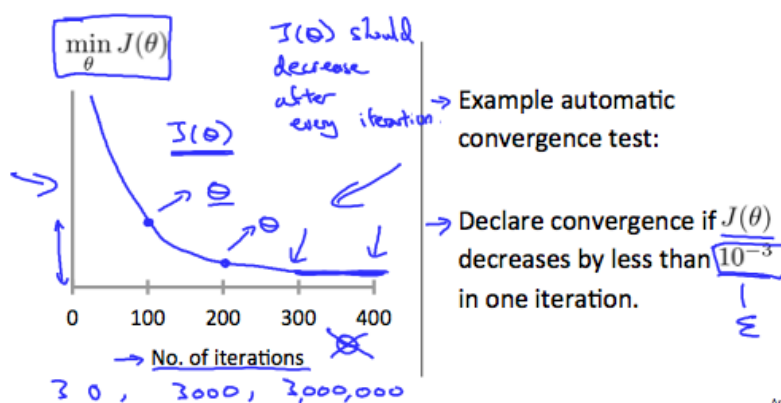 min J(θ)
θ
J(θ) should
decrease
after
every iteration.
J(θ)
θ
θ
0 100 200 300 400
→ No. of iterations
θ
30, 3000, 3,000,000
→ Example automatic
convergence test:
→ Declare convergence if J(θ)
decreases by less than 10⁻³
in one iteration.
ε